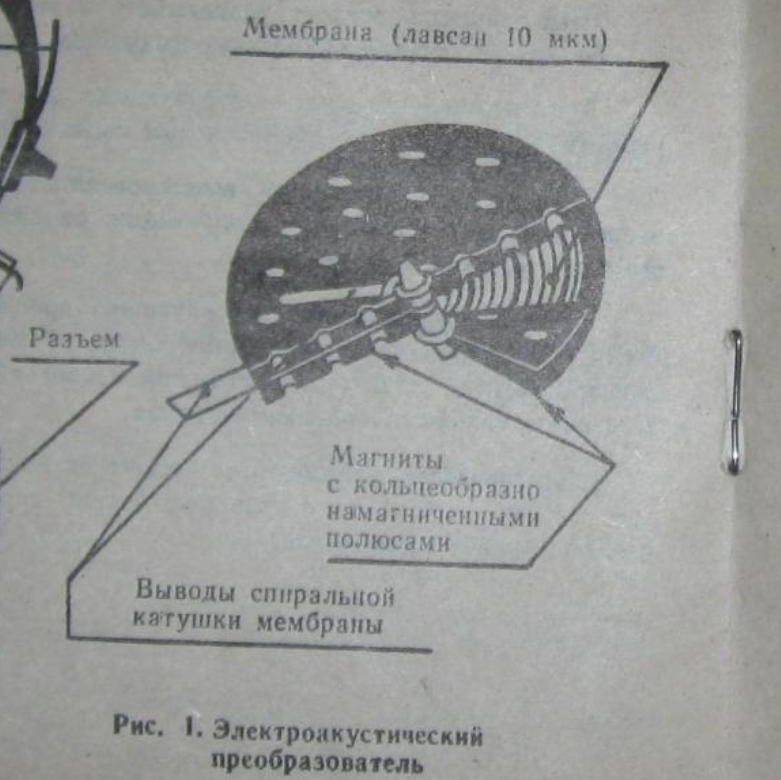 Мембрана (лавсан 10 мкм)
Разъем
Магниты
с кольцеобразно
намагниченными
полюсами
Выводы спиральной
катушки мембраны
Рис. 1. Электроакустический
преобразователь